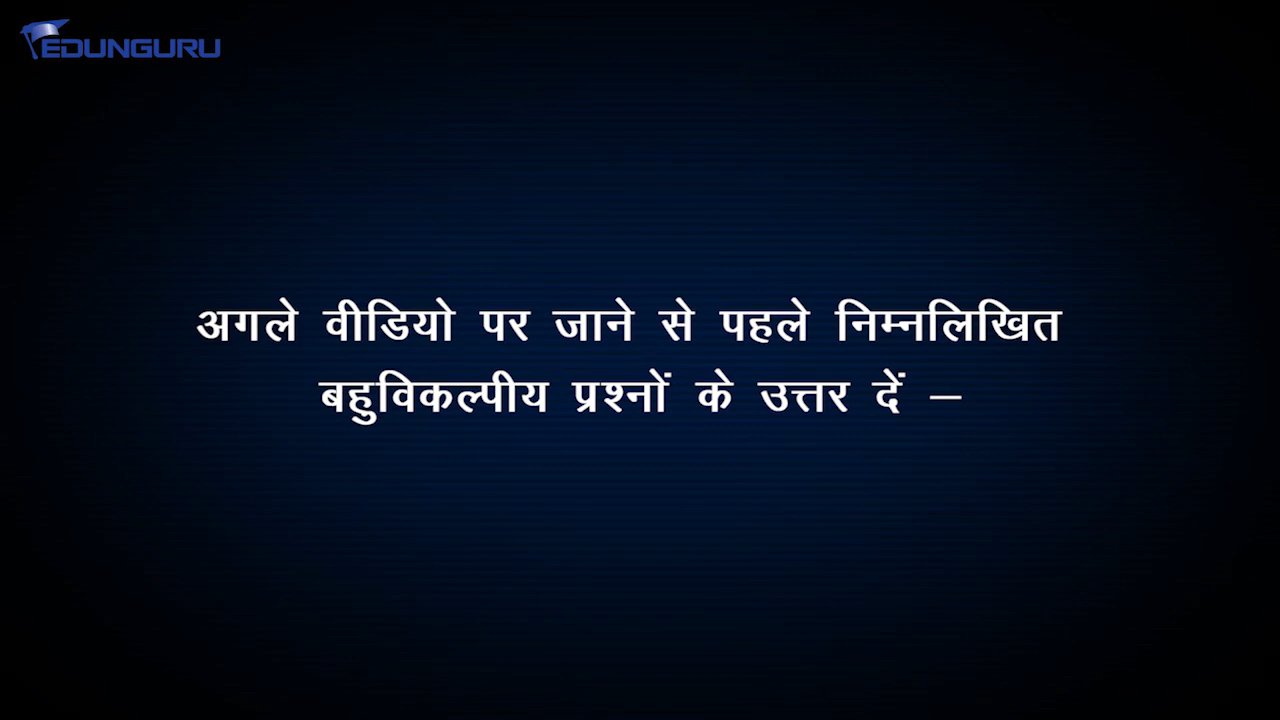 EDUNGURU
अगले वीडियो पर जाने से पहले निम्नलिखित
बहुविकल्पीय प्रश्नों के उत्तर दें –